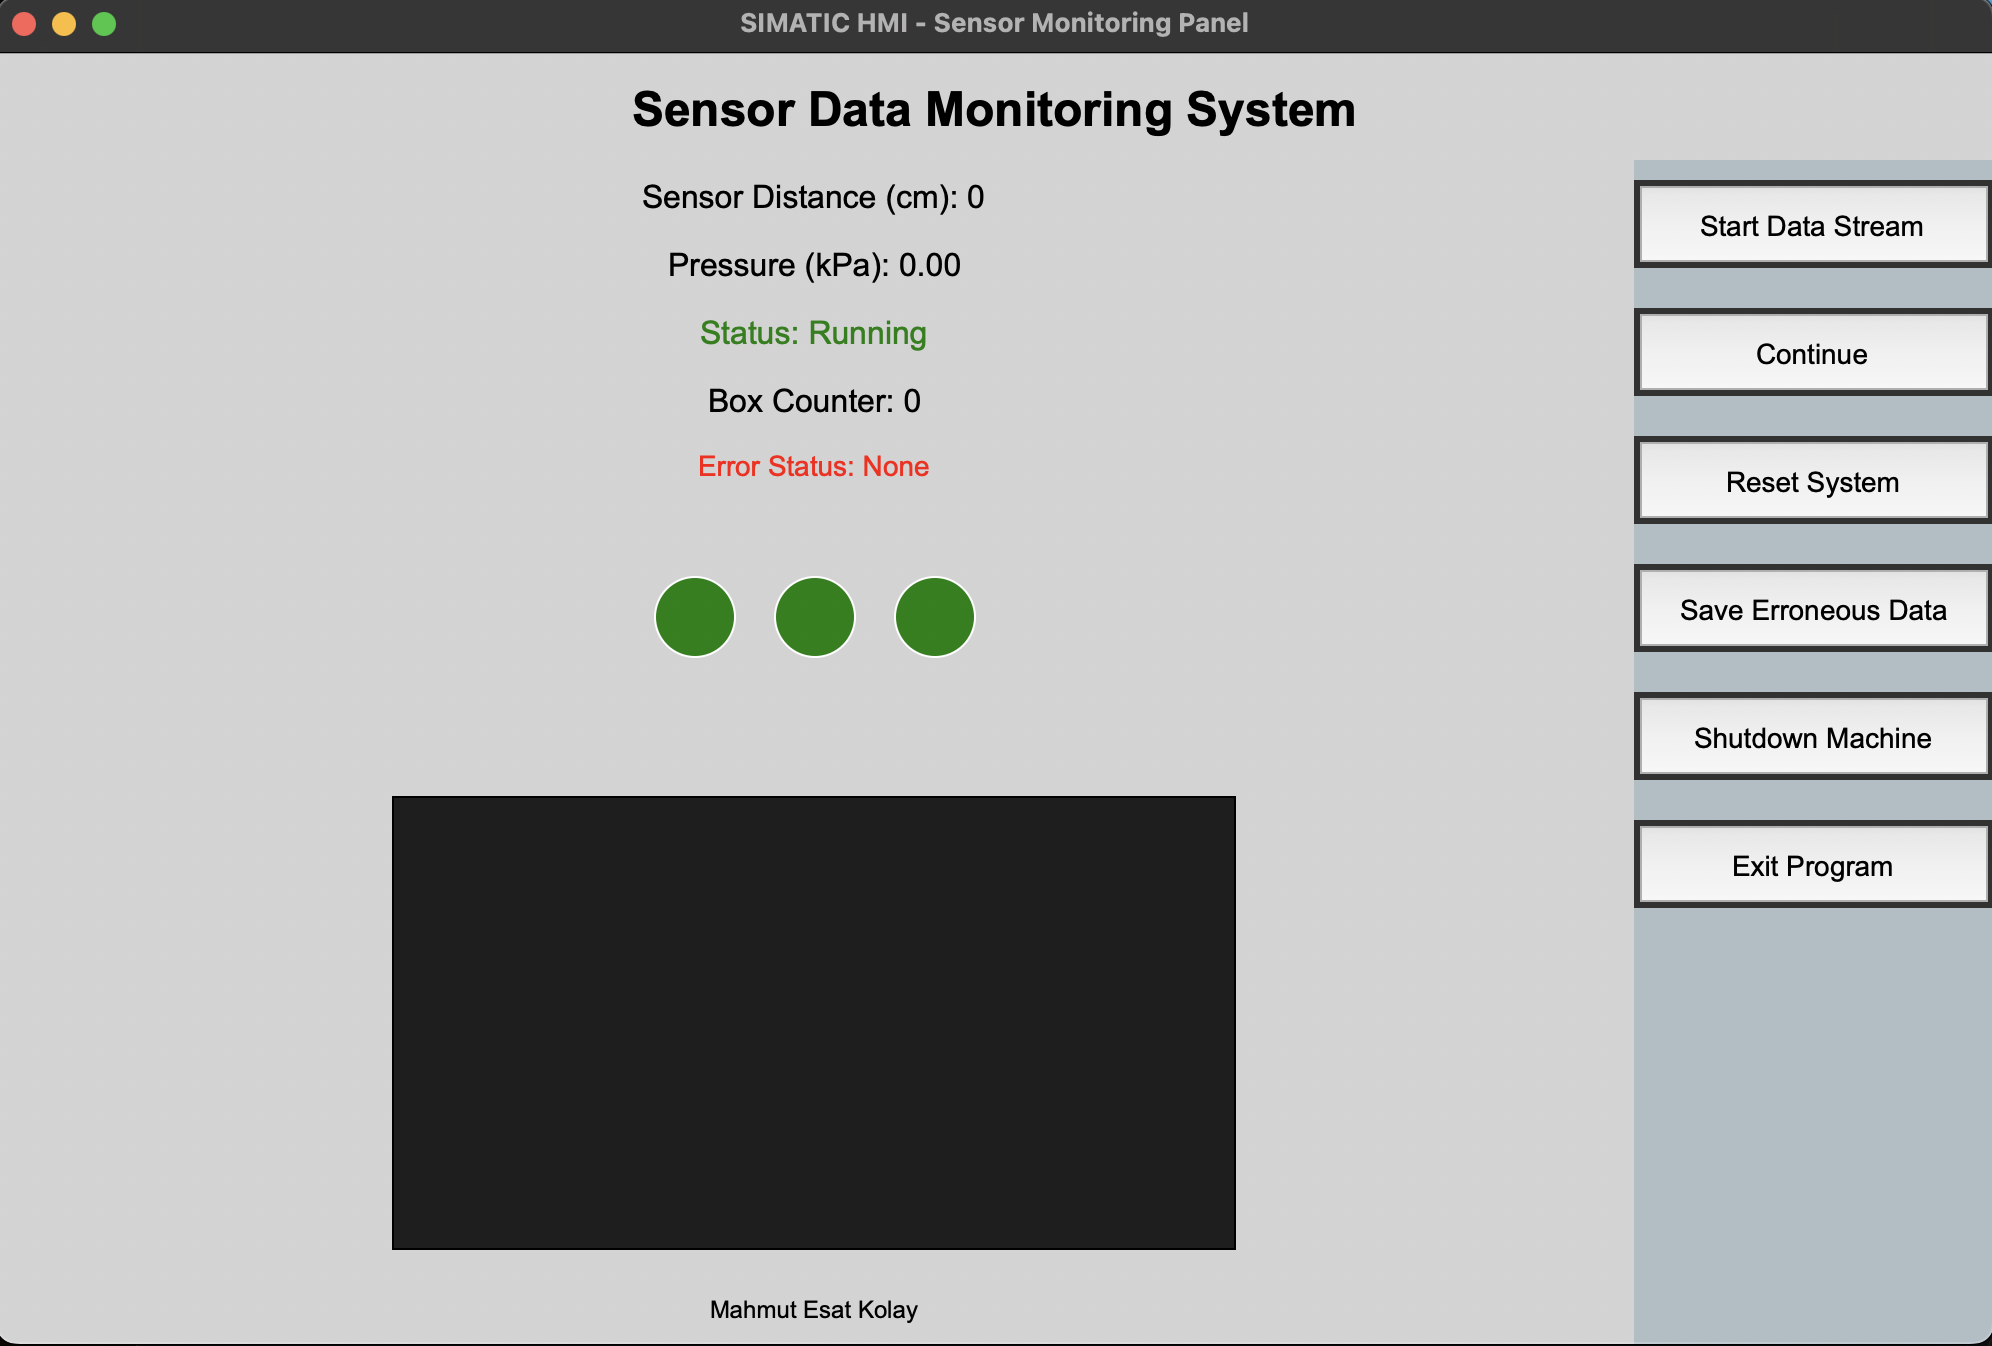 SIMATIC HMI - Sensor Monitoring Panel
Sensor Data Monitoring System
Sensor Distance (cm): 0
Pressure (kPa): 0.00
Status: Running
Box Counter: 0
Error Status: None
Start Data Stream
Continue
Reset System
Save Erroneous Data
Shutdown Machine
Exit Program
Mahmut Esat Kolay